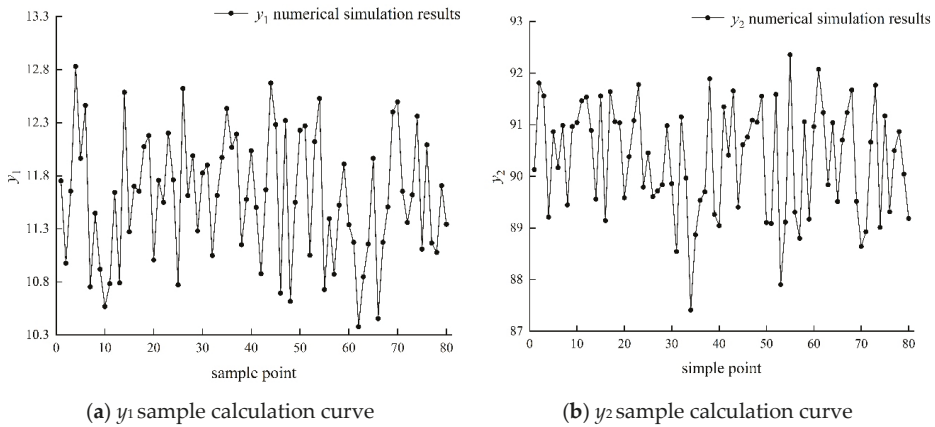 y1 numerical simulation results
13.3
12.8
12.3
11.8
11.3
10.8
10.3
y1
0 10 20 30 40 50 60 70 80
sample point
(a) y1 sample calculation curve
y2 numerical simulation results
93
92
91
90
89
88
87
y2
0 10 20 30 40 50 60 70 80
simple point
(b) y2 sample calculation curve